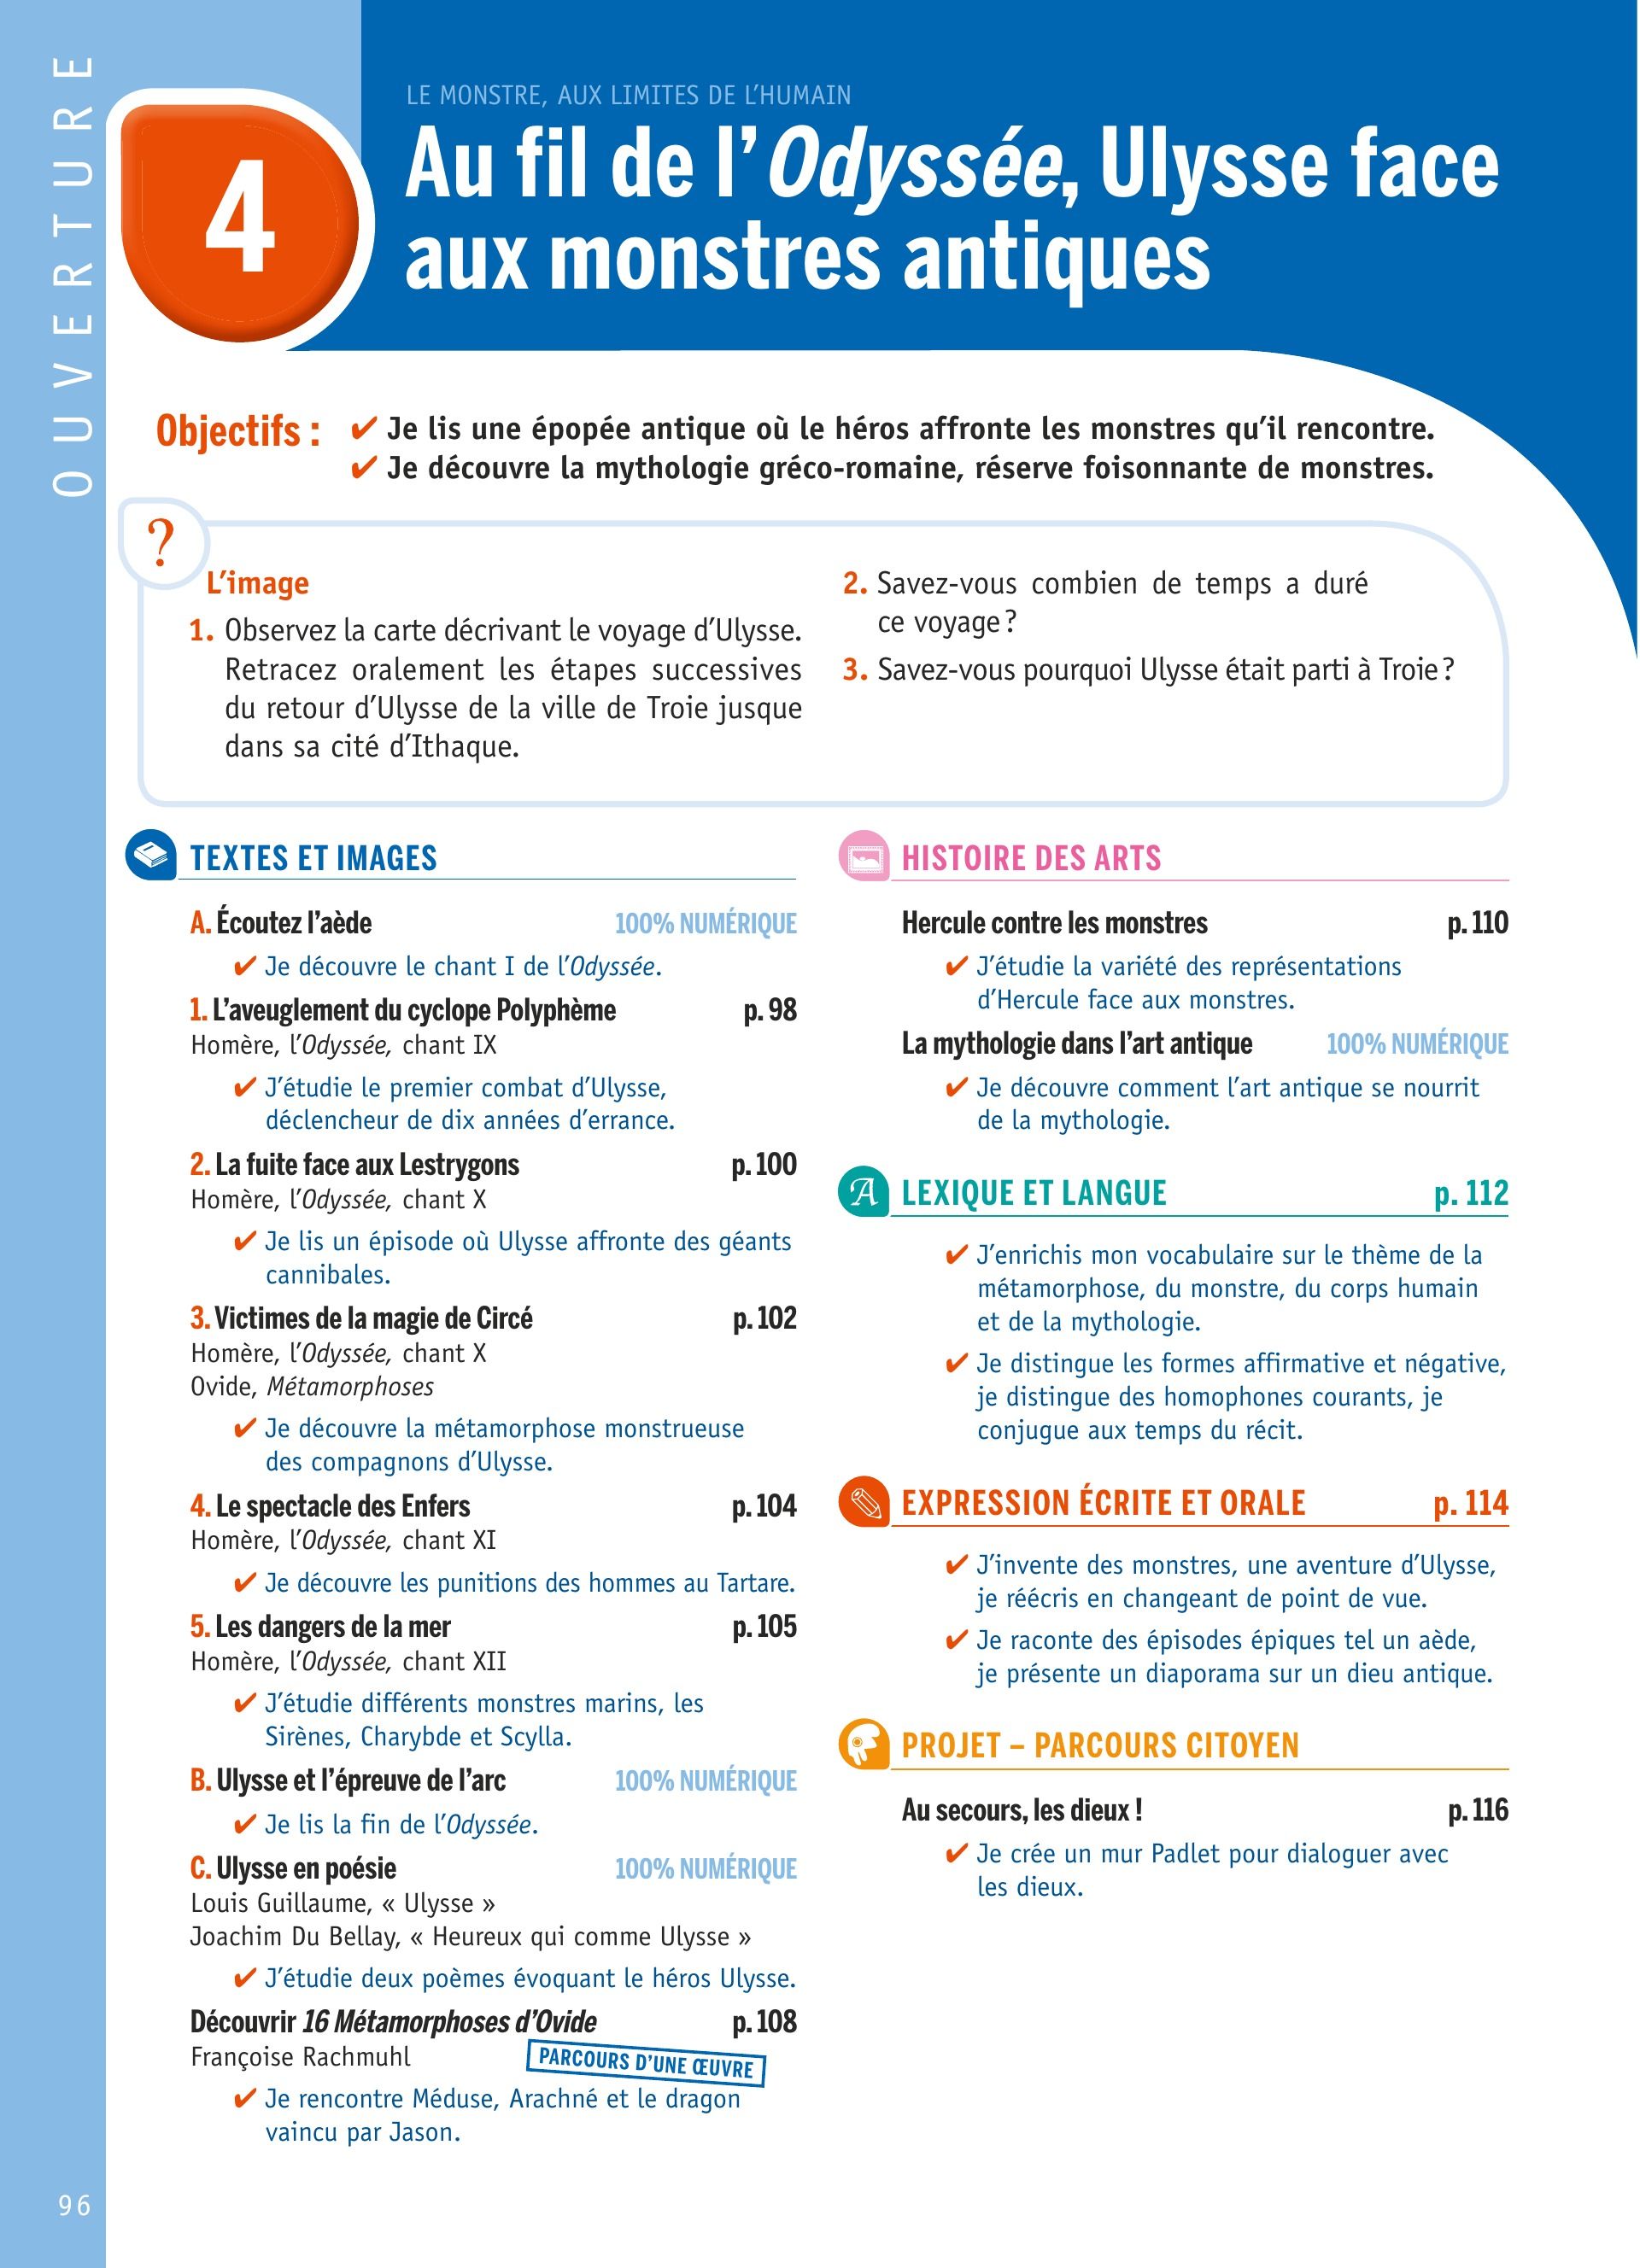 OUVERTURE
4
LE MONSTRE, AUX LIMITES DE L’HUMAIN
Au fil de l’Odyssée, Ulysse face
aux monstres antiques
Objectifs :
✔ Je lis une épopée antique où le héros affronte les monstres qu’il rencontre.
✔ Je découvre la mythologie gréco-romaine, réserve foisonnante de monstres.
?
L’image
1. Observez la carte décrivant le voyage d’Ulysse.
Retracez oralement les étapes successives
du retour d’Ulysse de la ville de Troie jusque
dans sa cité d’Ithaque.
2. Savez-vous combien de temps a duré
ce voyage ?
3. Savez-vous pourquoi Ulysse était parti à Troie ?
TEXTES ET IMAGES
A. Écoutez l’aède 100% NUMÉRIQUE
✔ Je découvre le chant I de l’Odyssée.
1. L’aveuglement du cyclope Polyphème p. 98
Homère, l’Odyssée, chant IX
✔ J’étudie le premier combat d’Ulysse,
déclencheur de dix années d’errance.
2. La fuite face aux Lestrygons p. 100
Homère, l’Odyssée, chant X
✔ Je lis un épisode où Ulysse affronte des géants
cannibales.
3. Victimes de la magie de Circé p. 102
Homère, l’Odyssée, chant X
Ovide, Métamorphoses
✔ Je découvre la métamorphose monstrueuse
des compagnons d’Ulysse.
4. Le spectacle des Enfers p. 104
Homère, l’Odyssée, chant XI
✔ Je découvre les punitions des hommes au Tartare.
5. Les dangers de la mer p. 105
Homère, l’Odyssée, chant XII
✔ J’étudie différents monstres marins, les
Sirènes, Charybde et Scylla.
B. Ulysse et l’épreuve de l’arc 100% NUMÉRIQUE
✔ Je lis la fin de l’Odyssée.
C. Ulysse en poésie 100% NUMÉRIQUE
Louis Guillaume, « Ulysse »
Joachim Du Bellay, « Heureux qui comme Ulysse »
✔ J’étudie deux poèmes évoquant le héros Ulysse.
Découvrir 16 Métamorphoses d’Ovide p. 108
Françoise Rachmuhl
PARCOURS D’UNE ŒUVRE
✔ Je rencontre Méduse, Arachné et le dragon
vaincu par Jason.
HISTOIRE DES ARTS
Hercule contre les monstres p. 110
✔ J’étudie la variété des représentations
d’Hercule face aux monstres.
La mythologie dans l’art antique 100% NUMÉRIQUE
✔ Je découvre comment l’art antique se nourrit
de la mythologie.
A LEXIQUE ET LANGUE p. 112
✔ J’enrichis mon vocabulaire sur le thème de la
métamorphose, du monstre, du corps humain
et de la mythologie.
✔ Je distingue les formes affirmative et négative,
je distingue des homophones courants, je
conjugue aux temps du récit.
EXPRESSION ÉCRITE ET ORALE p. 114
✔ J’invente des monstres, une aventure d’Ulysse,
je réécris en changeant de point de vue.
✔ Je raconte des épisodes épiques tel un aède,
je présente un diaporama sur un dieu antique.
PROJET – PARCOURS CITOYEN
Au secours, les dieux ! p. 116
✔ Je crée un mur Padlet pour dialoguer avec
les dieux.
96